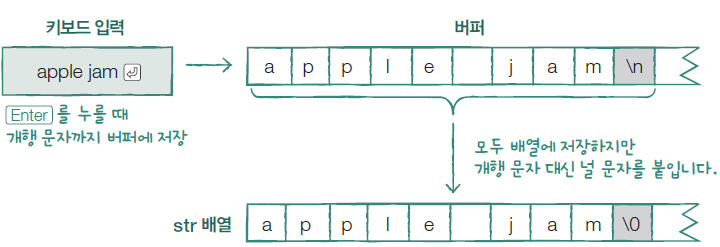 키보드 입력
버퍼
apple jam
a p p l e j a m \n
Enter 를 누를 때
개행 문자까지 버퍼에 저장
모두 배열에 저장하지만
개행 문자 대신 널 문자를 붙입니다.
str 배열
a p p l e j a m \0